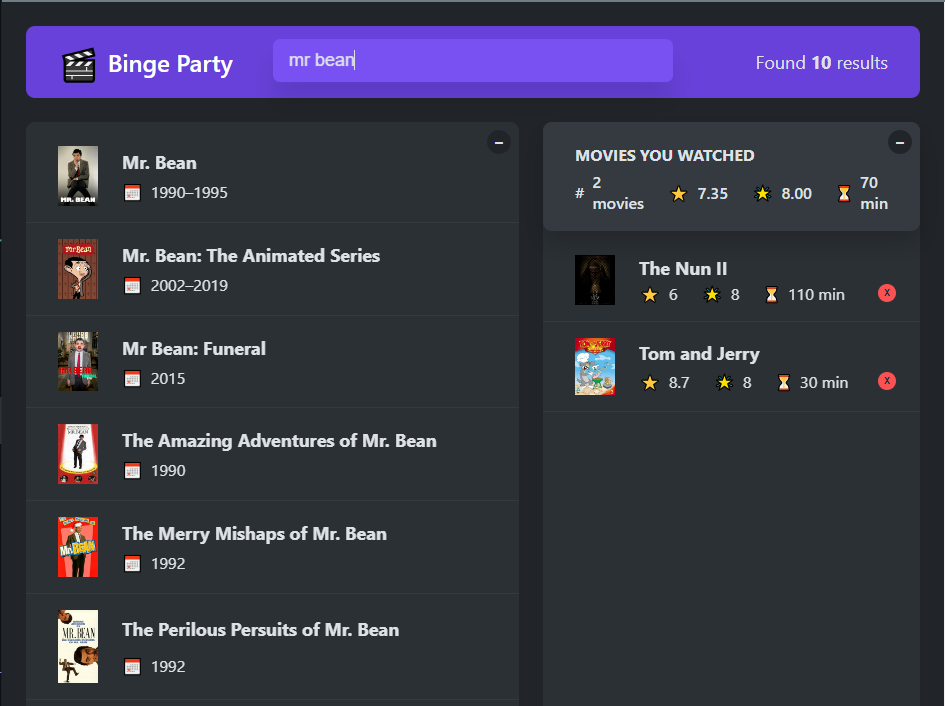 Binge Party
mr bean
Found 10 results
Mr. Bean
1990–1995
Mr. Bean: The Animated Series
2002–2019
Mr Bean: Funeral
2015
The Amazing Adventures of Mr. Bean
1990
The Merry Mishaps of Mr. Bean
1992
The Perilous Persuits of Mr. Bean
1992
MOVIES YOU WATCHED
# 2 movies 7.35 8.00 70 min
The Nun II
6 8 110 min X
Tom and Jerry
8.7 8 30 min X